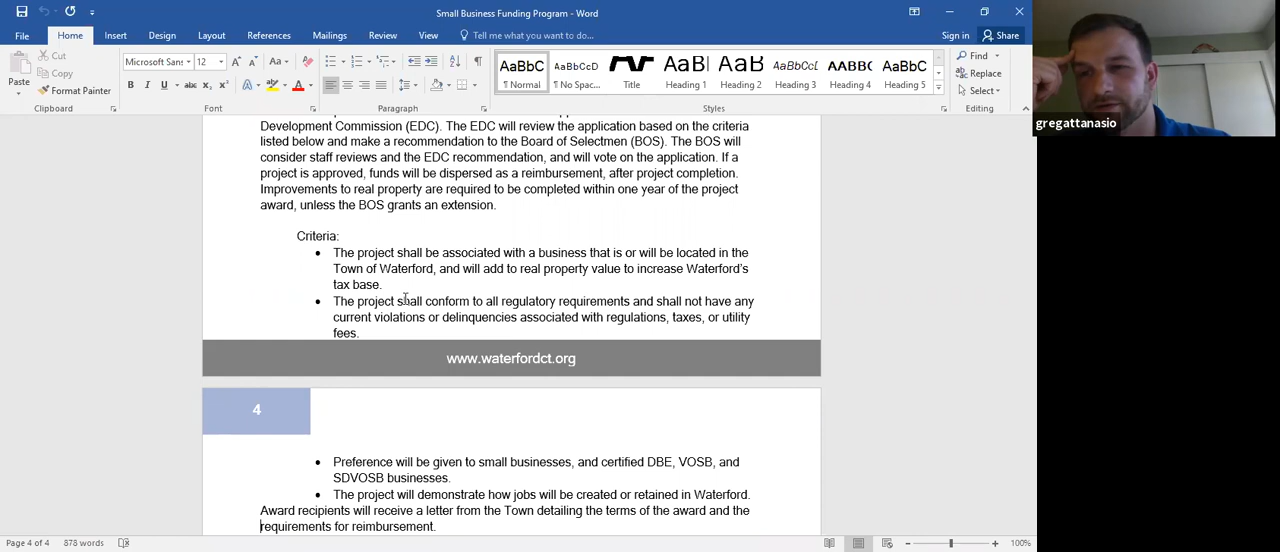 Small Business Funding Program - Word
Sign in Share
File Home Insert Design Layout References Mailings Review View Tell me what you want to do...
Cut
Copy
Paste Format Painter
Clipboard
Microsoft San 12
Font
Paragraph
AaBbC AaBbCcD AaBl AaB AaBbCcL AABBC AaBbC
¶ Normal ¶ No Spac... Title Heading 1 Heading 2 Heading 3 Heading 4 Heading 5
Styles
Find
Replace
Select
Editing
gregattanasio
Development Commission (EDC). The EDC will review the application based on the criteria
listed below and make a recommendation to the Board of Selectmen (BOS). The BOS will
consider staff reviews and the EDC recommendation, and will vote on the application. If a
project is approved, funds will be dispersed as a reimbursement, after project completion.
Improvements to real property are required to be completed within one year of the project
award, unless the BOS grants an extension.
Criteria:
• The project shall be associated with a business that is or will be located in the
Town of Waterford, and will add to real property value to increase Waterford's
tax base.
• The project shall conform to all regulatory requirements and shall not have any
current violations or delinquencies associated with regulations, taxes, or utility
fees.
www.waterfordct.org
4
• Preference will be given to small businesses, and certified DBE, VOSB, and
SDVOSB businesses.
• The project will demonstrate how jobs will be created or retained in Waterford.
Award recipients will receive a letter from the Town detailing the terms of the award and the
requirements for reimbursement.
Page 4 of 4 878 words
100%